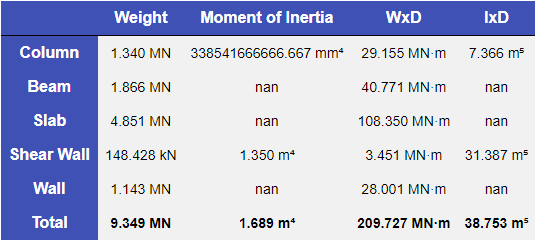 Weight Moment of Inertia WxD IxD
Column 1.340 MN 338541666666.667 mm⁴ 29.155 MN·m 7.366 m⁵
Beam 1.866 MN nan 40.771 MN·m nan
Slab 4.851 MN nan 108.350 MN·m nan
Shear Wall 148.428 kN 1.350 m⁴ 3.451 MN·m 31.387 m⁵
Wall 1.143 MN nan 28.001 MN·m nan
Total 9.349 MN 1.689 m⁴ 209.727 MN·m 38.753 m⁵